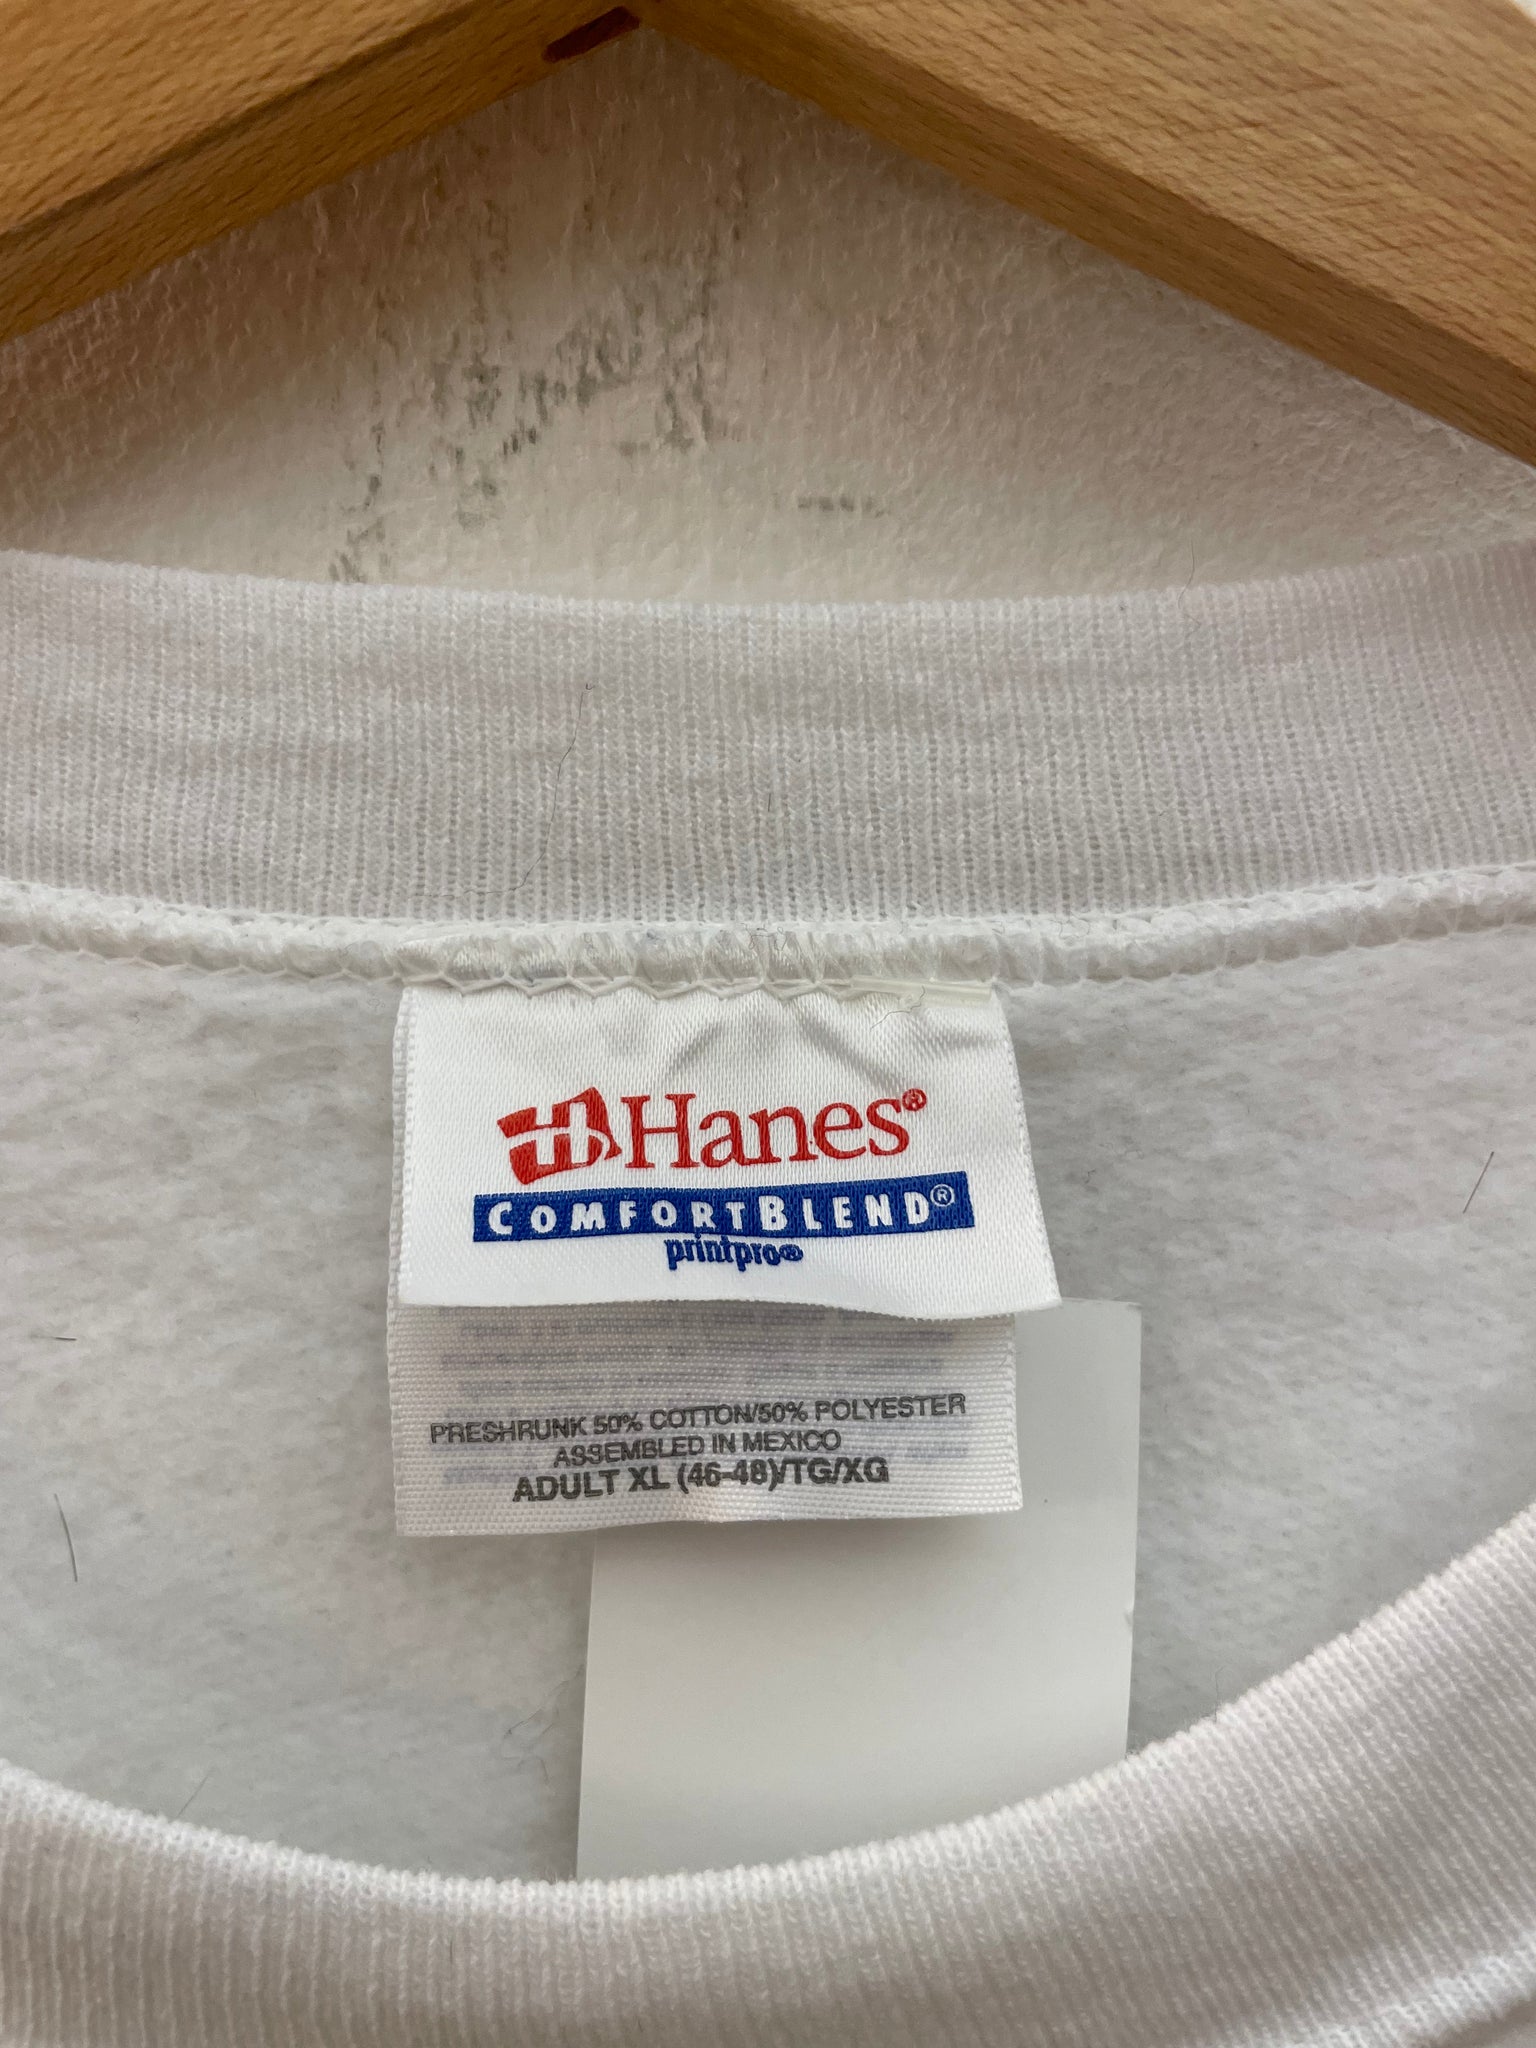 Hanes®
COMFORTBLEND®
printpro®
PRESHRUNK 50% COTTON/50% POLYESTER
ASSEMBLED IN MEXICO
ADULT XL (46-48)/TG/XG